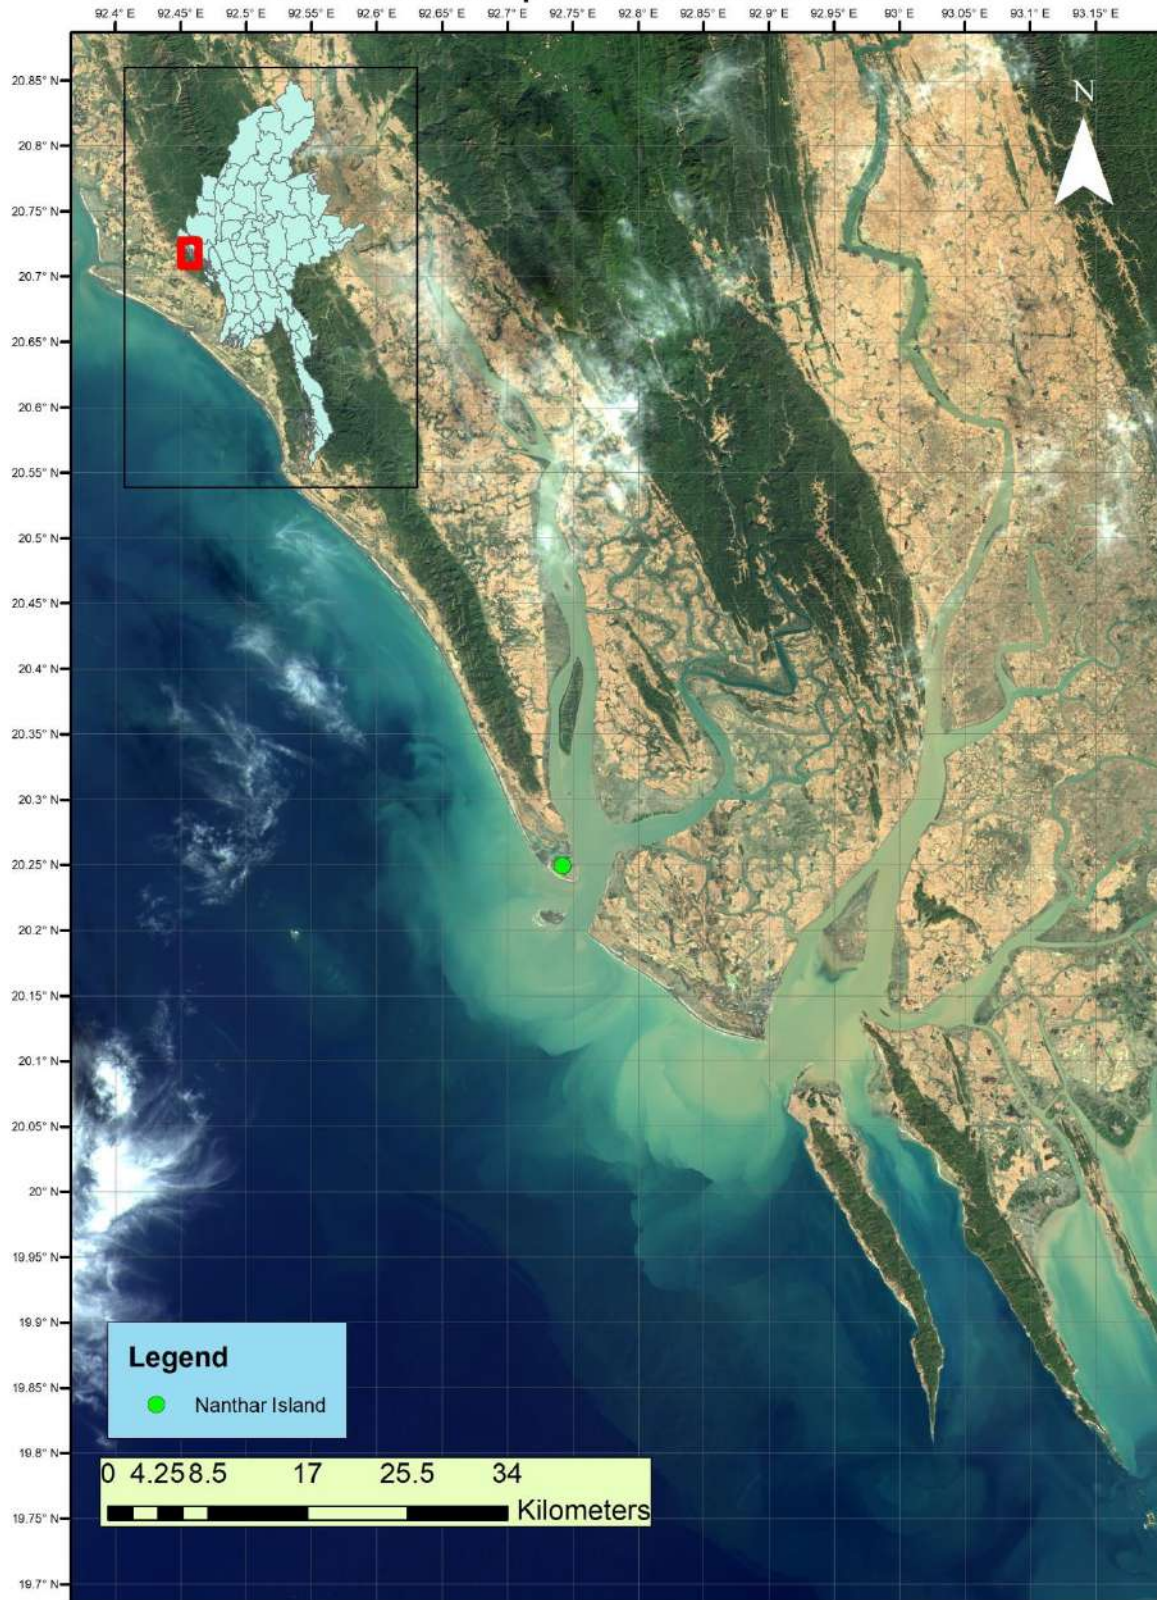 92.4° E 92.45° E 92.5° E 92.55° E 92.6° E 92.65° E 92.7° E 92.75° E 92.8° E 92.85° E 92.9° E 92.95° E 93° E 93.05° E 93.1° E 93.15° E
20.85° N
N
20.8° N
20.75° N
20.7° N
20.65° N
20.6° N
20.55° N
20.5° N
20.45° N
20.4° N
20.35° N
20.3° N
20.25° N
20.2° N
20.15° N
20.1° N
20.05° N
20° N
19.95° N
19.9° N
19.85° N
19.8° N
19.75° N
19.7° N
Legend
Nanthar Island
0 4.25 8.5 17 25.5 34
Kilometers